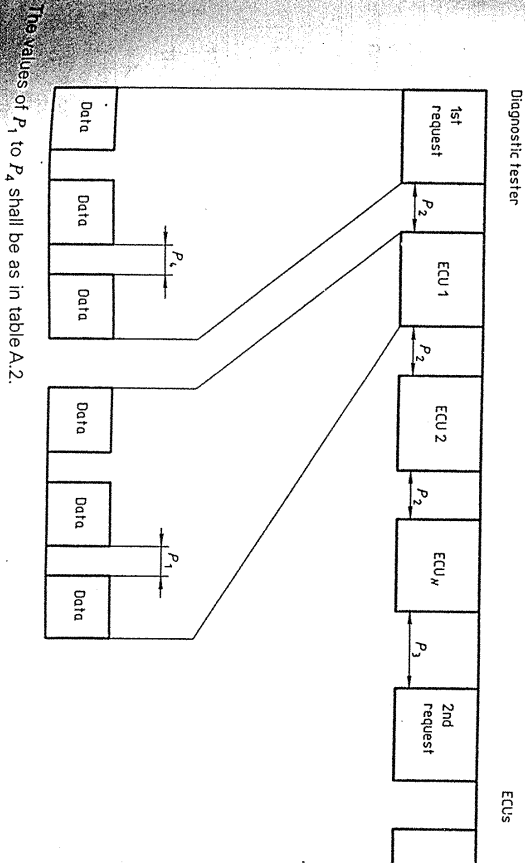 Diagnostic tester
ECUs
1st
request
P2
ECU 1
P2
ECU 2
P2
ECU N
P3
2nd
request
Data
Data
P4
Data
Data
Data
P1
Data
The values of P1 to P4 shall be as in table A.2.